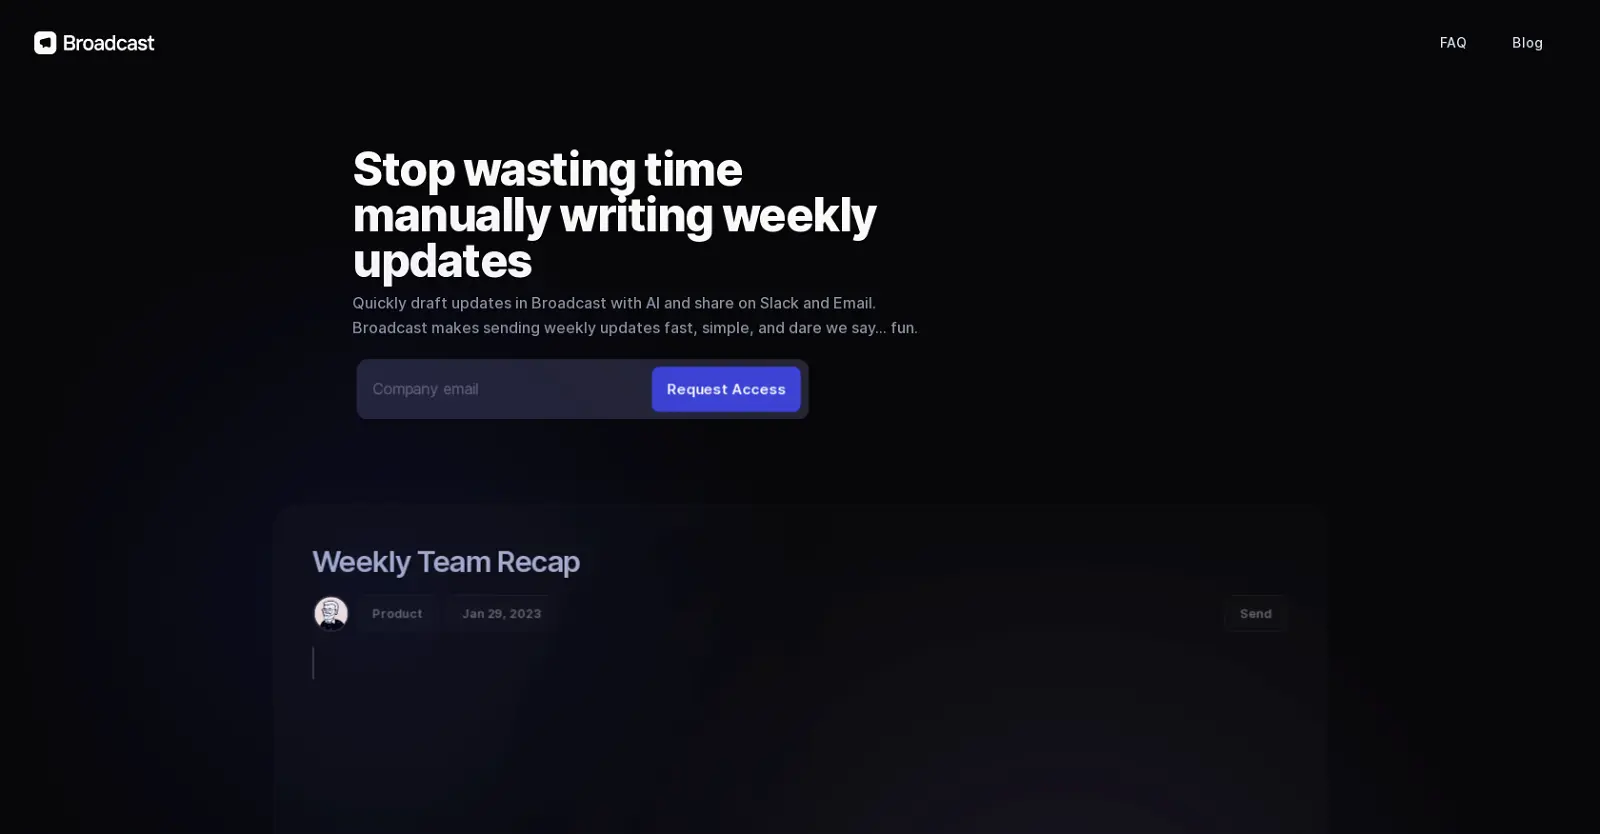 Broadcast
FAQ
Blog
Stop wasting time
manually writing weekly
updates
Quickly draft updates in Broadcast with AI and share on Slack and Email.
Broadcast makes sending weekly updates fast, simple, and dare we say... fun.
Company email
Request Access
Weekly Team Recap
Product
Jan 29, 2023
Send